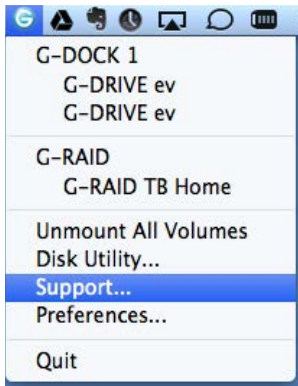 G
G-DOCK 1
G-DRIVE ev
G-DRIVE ev
G-RAID
G-RAID TB Home
Unmount All Volumes
Disk Utility...
Support...
Preferences...
Quit